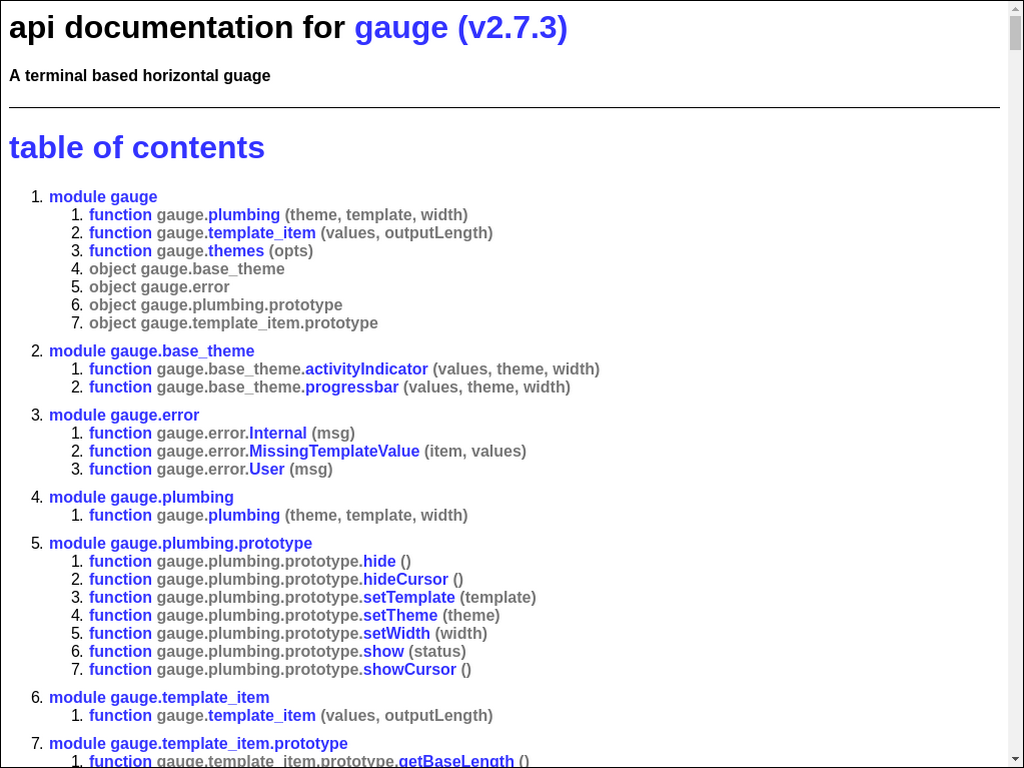 api documentation for gauge (v2.7.3)
A terminal based horizontal guage
table of contents
1. module gauge
1. function gauge.plumbing (theme, template, width)
2. function gauge.template_item (values, outputLength)
3. function gauge.themes (opts)
4. object gauge.base_theme
5. object gauge.error
6. object gauge.plumbing.prototype
7. object gauge.template_item.prototype
2. module gauge.base_theme
1. function gauge.base_theme.activityIndicator (values, theme, width)
2. function gauge.base_theme.progressbar (values, theme, width)
3. module gauge.error
1. function gauge.error.Internal (msg)
2. function gauge.error.MissingTemplateValue (item, values)
3. function gauge.error.User (msg)
4. module gauge.plumbing
1. function gauge.plumbing (theme, template, width)
5. module gauge.plumbing.prototype
1. function gauge.plumbing.prototype.hide ()
2. function gauge.plumbing.prototype.hideCursor ()
3. function gauge.plumbing.prototype.setTemplate (template)
4. function gauge.plumbing.prototype.setTheme (theme)
5. function gauge.plumbing.prototype.setWidth (width)
6. function gauge.plumbing.prototype.show (status)
7. function gauge.plumbing.prototype.showCursor ()
6. module gauge.template_item
1. function gauge.template_item (values, outputLength)
7. module gauge.template_item.prototype
1. function gauge.template_item.prototype.getBaseLength ()